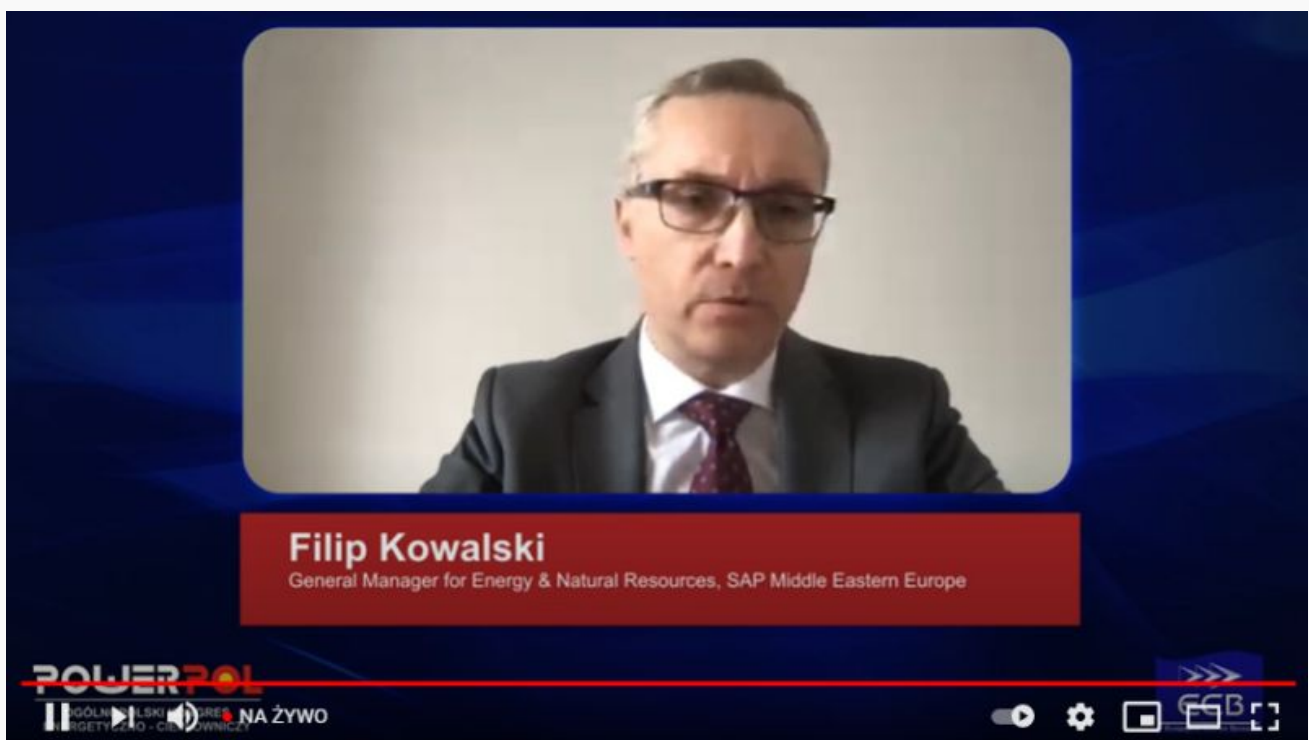 Filip Kowalski
General Manager for Energy & Natural Resources, SAP Middle Eastern Europe
POWERPOL
NA ŻYWO